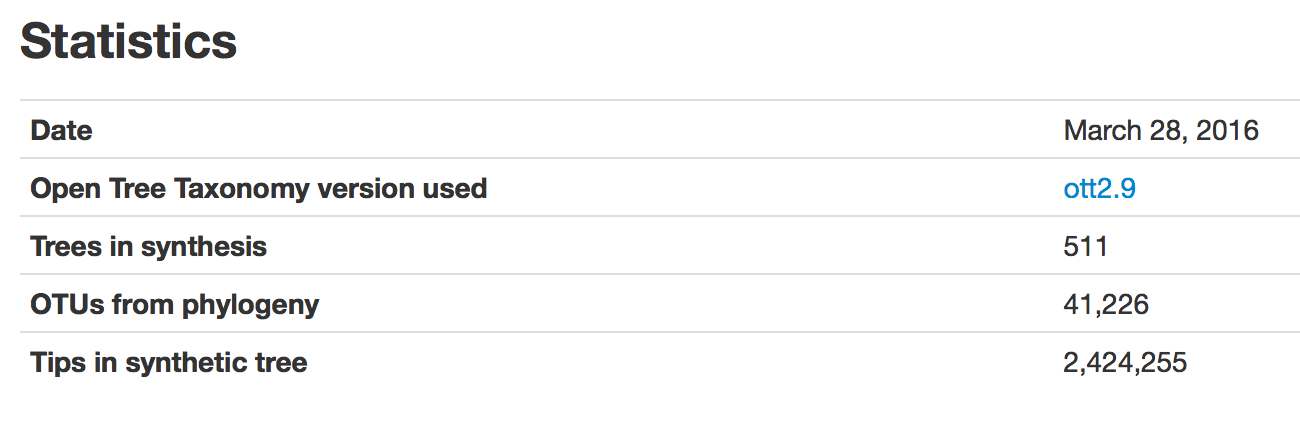 Statistics
Date March 28, 2016
Open Tree Taxonomy version used ott2.9
Trees in synthesis 511
OTUs from phylogeny 41,226
Tips in synthetic tree 2,424,255